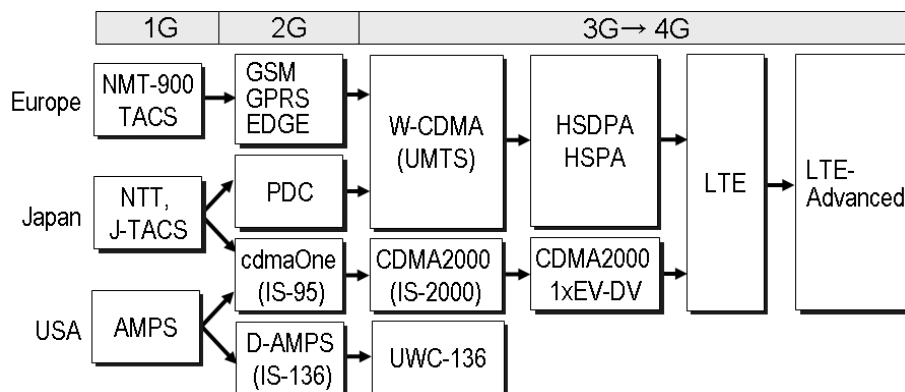 1G
2G
3G→ 4G
Europe
NMT-900
TACS
GSM
GPRS
EDGE
W-CDMA
(UMTS)
HSDPA
HSPA
LTE
LTE-
Advanced
Japan
NTT,
J-TACS
PDC
cdmaOne
(IS-95)
CDMA2000
(IS-2000)
CDMA2000
1xEV-DV
USA
AMPS
D-AMPS
(IS-136)
UWC-136